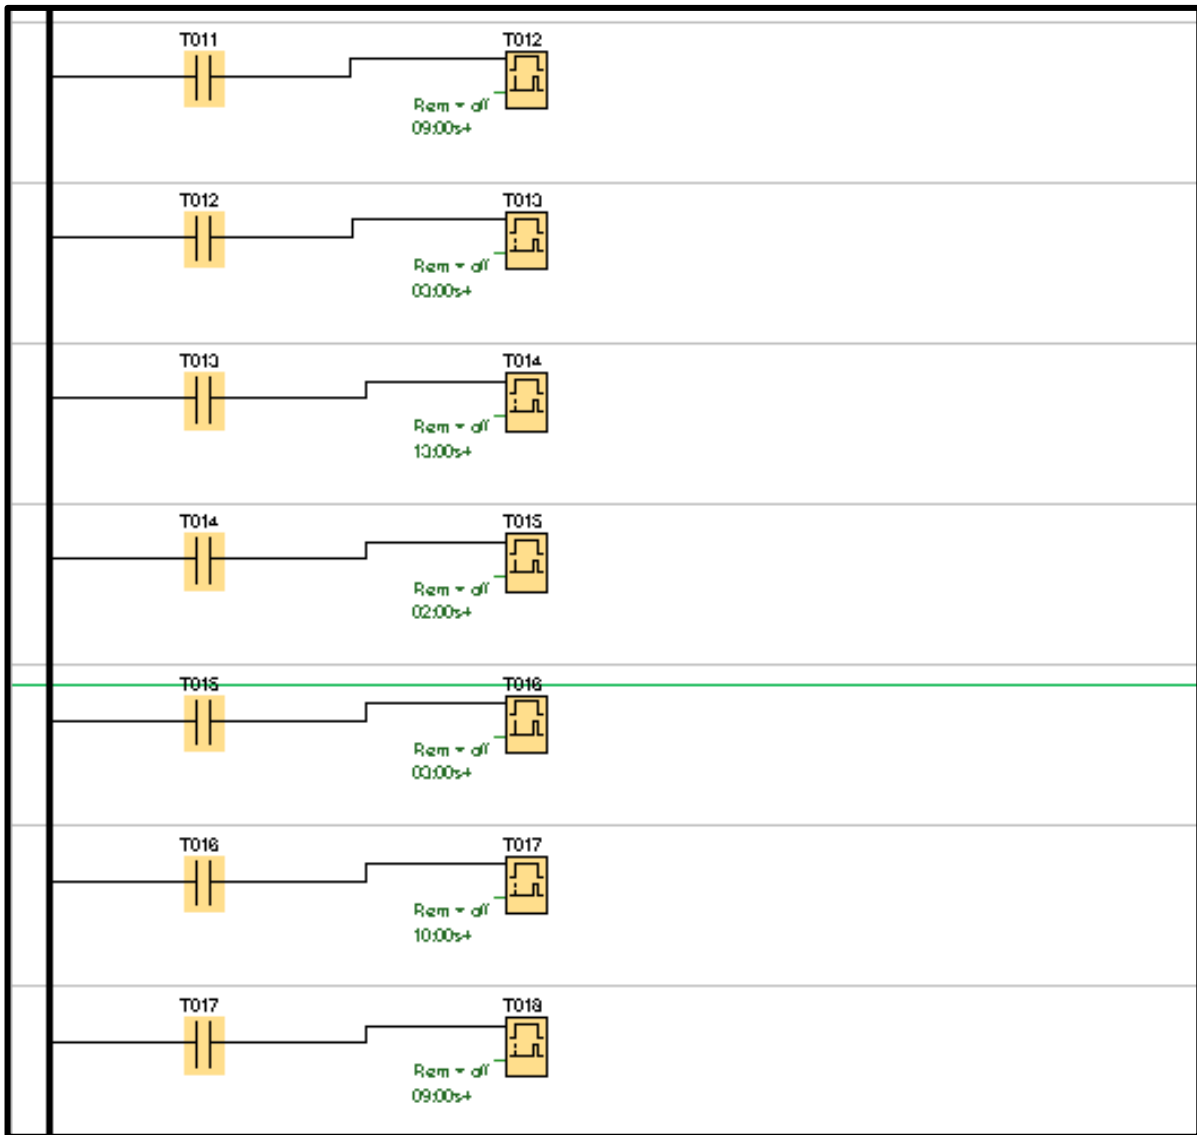 T011 T012
Rem = off
09:00s+
T012 T013
Rem = off
03:00s+
T013 T014
Rem = off
13:00s+
T014 T015
Rem = off
02:00s+
T015 T016
Rem = off
03:00s+
T016 T017
Rem = off
10:00s+
T017 T018
Rem = off
09:00s+